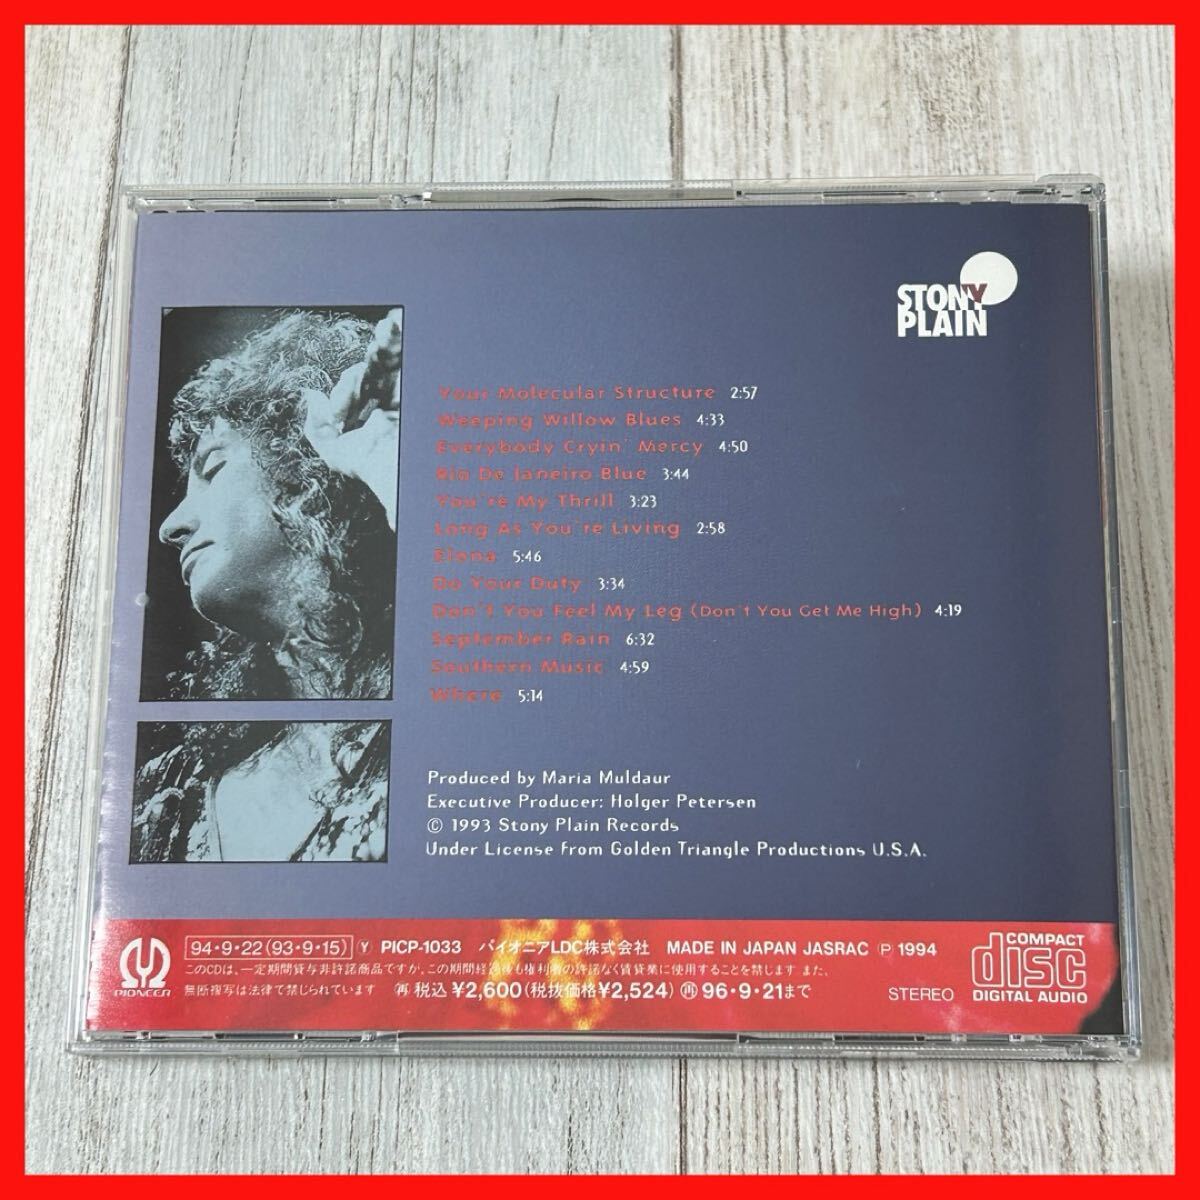 STONY
PLAIN
Your Molecular Structure 2:57
Weeping Willow Blues 4:33
Everybody Cryin' Mercy 4:50
Rio De Janeiro Blue 3:44
You're My Thrill 3:23
Long As You're Living 2:58
Elona 5:46
Do Your Duty 3:34
Don't You Feel My Leg (Don't You Get Me High) 4:19
September Rain 6:32
Southern Music 4:59
Where 5:14
Produced by Maria Muldaur
Executive Producer: Holger Petersen
© 1993 Stony Plain Records
Under License from Golden Triangle Productions U.S.A.
94・9・22(93・9・15) Ⓨ PICP-1033 パイオニアLDC株式会社 MADE IN JAPAN JASRAC Ⓟ 1994
このCDは、一定期間貸与非許諾商品ですが、この期間経過後も権利者の許諾なく賃貸業に使用することを禁じます また、
無断複写は法律で禁じられています 再 税込 ¥2,600(税抜価格¥2,524) 再 96・9・21まで
PIONEER
STEREO
COMPACT
disc
DIGITAL AUDIO